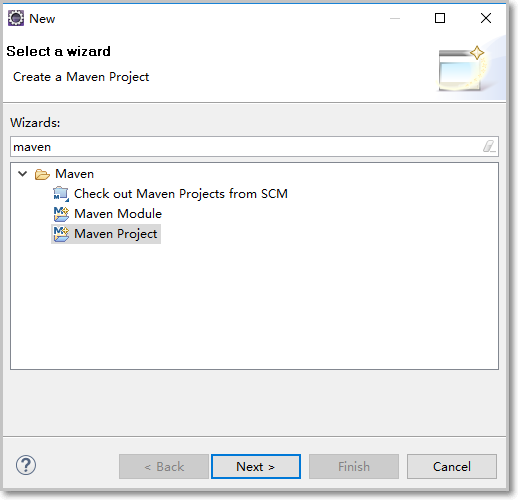 New
Select a wizard
Create a Maven Project
Wizards:
maven
Maven
Check out Maven Projects from SCM
Maven Module
Maven Project
? < Back Next > Finish Cancel